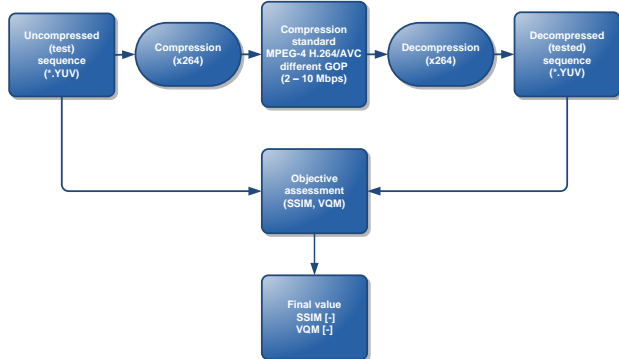 Uncompressed
(test)
sequence
(*.YUV)
Compression
(x264)
Compression
standard
MPEG-4 H.264/AVC
different GOP
(2 – 10 Mbps)
Decompression
(x264)
Decompressed
(tested)
sequence
(*.YUV)
Objective
assessment
(SSIM, VQM)
Final value
SSIM [-]
VQM [-]